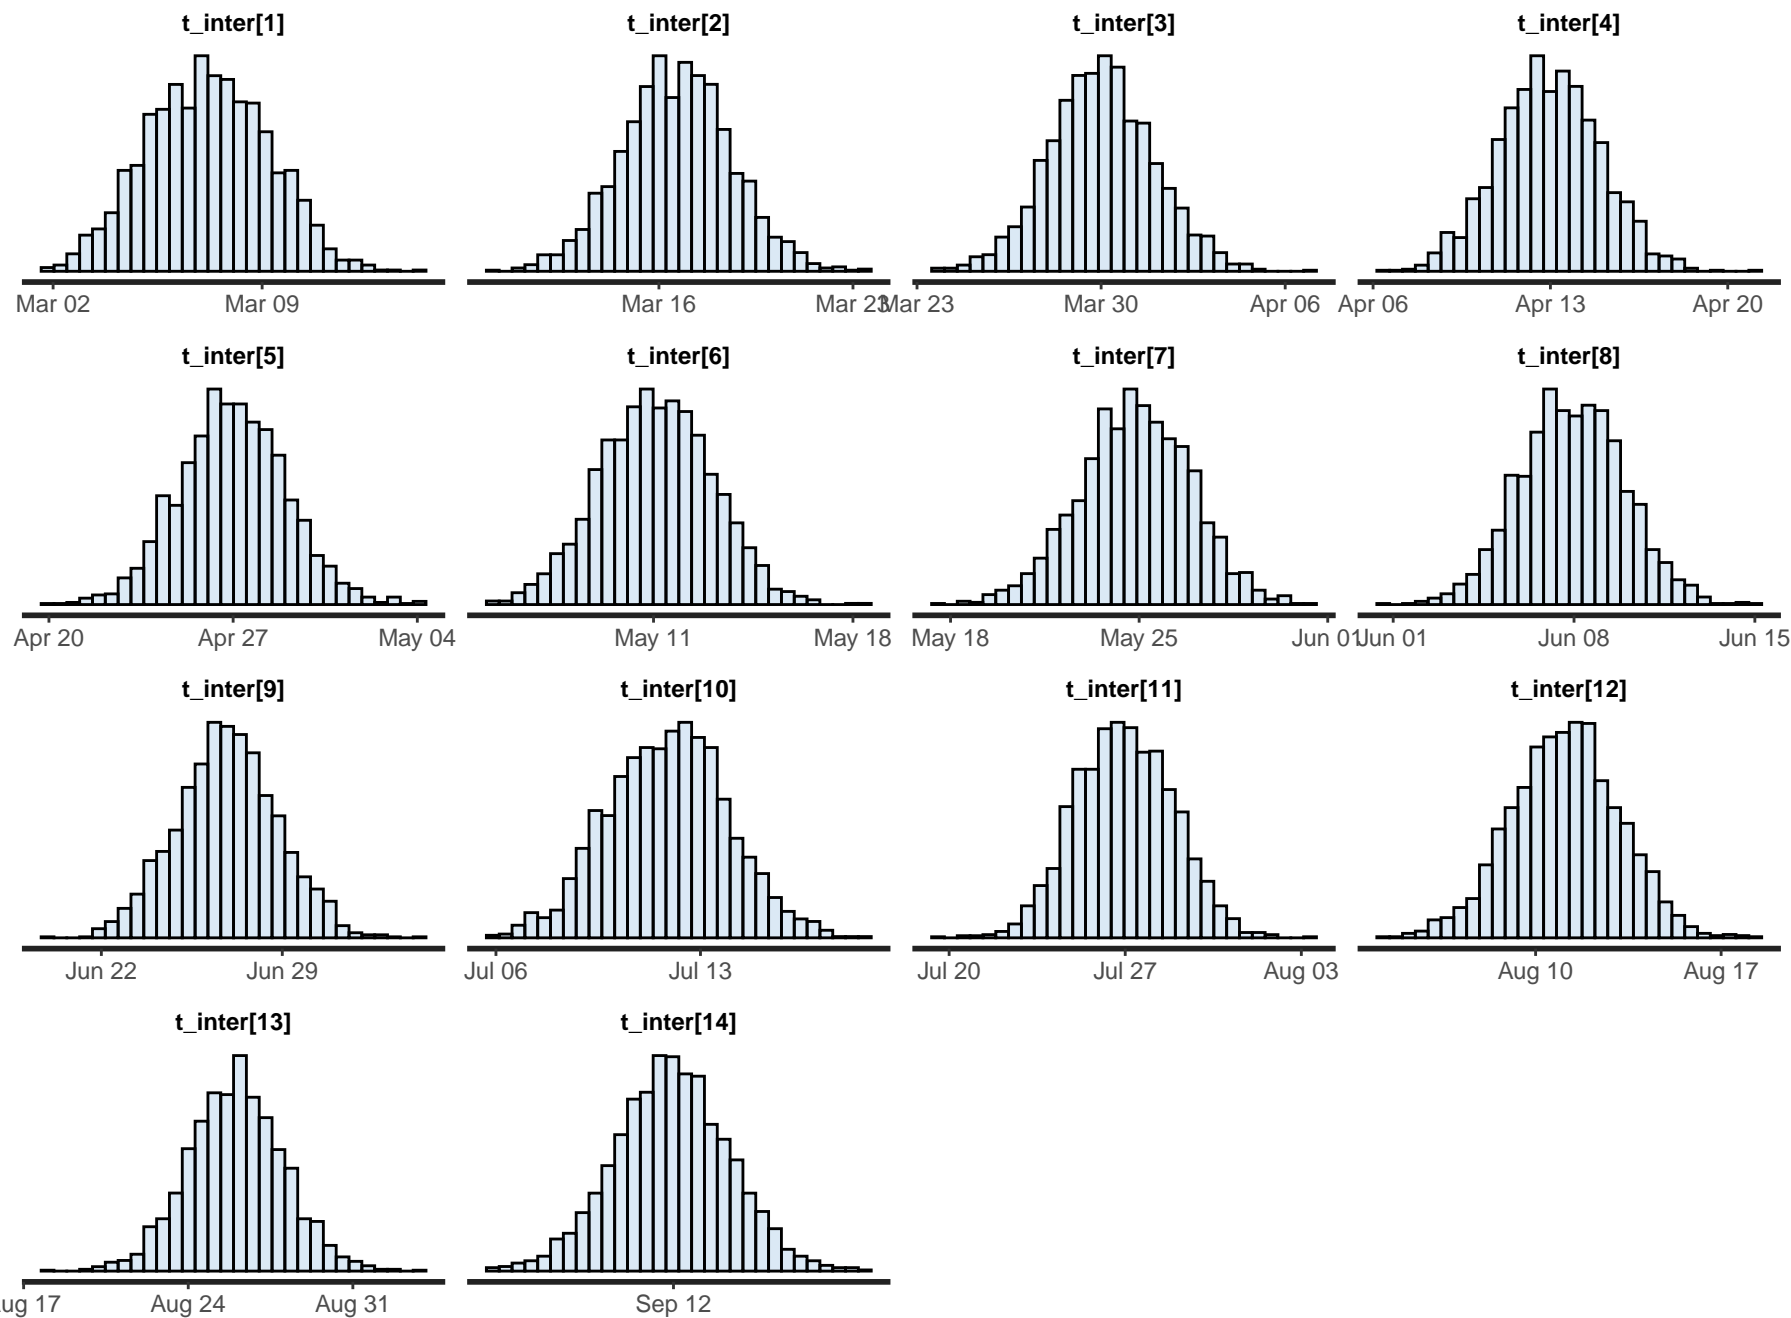 t_inter[1] t_inter[2] t_inter[3] t_inter[4]
Mar 02 Mar 09 Mar 16 Mar 23 Mar 23 Mar 30 Apr 06 Apr 06 Apr 13 Apr 20
t_inter[5] t_inter[6] t_inter[7] t_inter[8]
Apr 20 Apr 27 May 04 May 11 May 18 May 18 May 25 Jun 01 Jun 01 Jun 08 Jun 15
t_inter[9] t_inter[10] t_inter[11] t_inter[12]
Jun 22 Jun 29 Jul 06 Jul 13 Jul 20 Jul 27 Aug 03 Aug 10 Aug 17
t_inter[13] t_inter[14]
ug 17 Aug 24 Aug 31 Sep 12